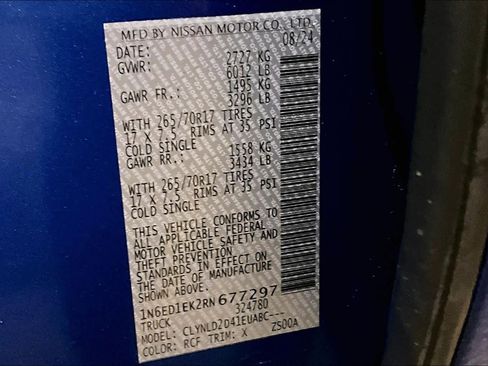 MFD BY NISSAN MOTOR CO., LTD.
DATE: 08/24
GVWR: 2727 KG
6012 LB
GAWR FR.: 1495 KG
3296 LB
WITH 265/70R17 TIRES
17 X 7.5 RIMS AT 35 PSI
COLD SINGLE
GAWR RR.: 1558 KG
3434 LB
WITH 265/70R17 TIRES
17 X 7.5 RIMS AT 35 PSI
COLD SINGLE
THIS VEHICLE CONFORMS TO
ALL APPLICABLE FEDERAL
MOTOR VEHICLE SAFETY AND
THEFT PREVENTION
STANDARDS IN EFFECT ON
THE DATE OF MANUFACTURE
1N6ED1EK2RN677297
TRUCK 324780
MODEL: CLYNLD2D41EUABC---
COLOR: RCF TRIM: X ZS00A